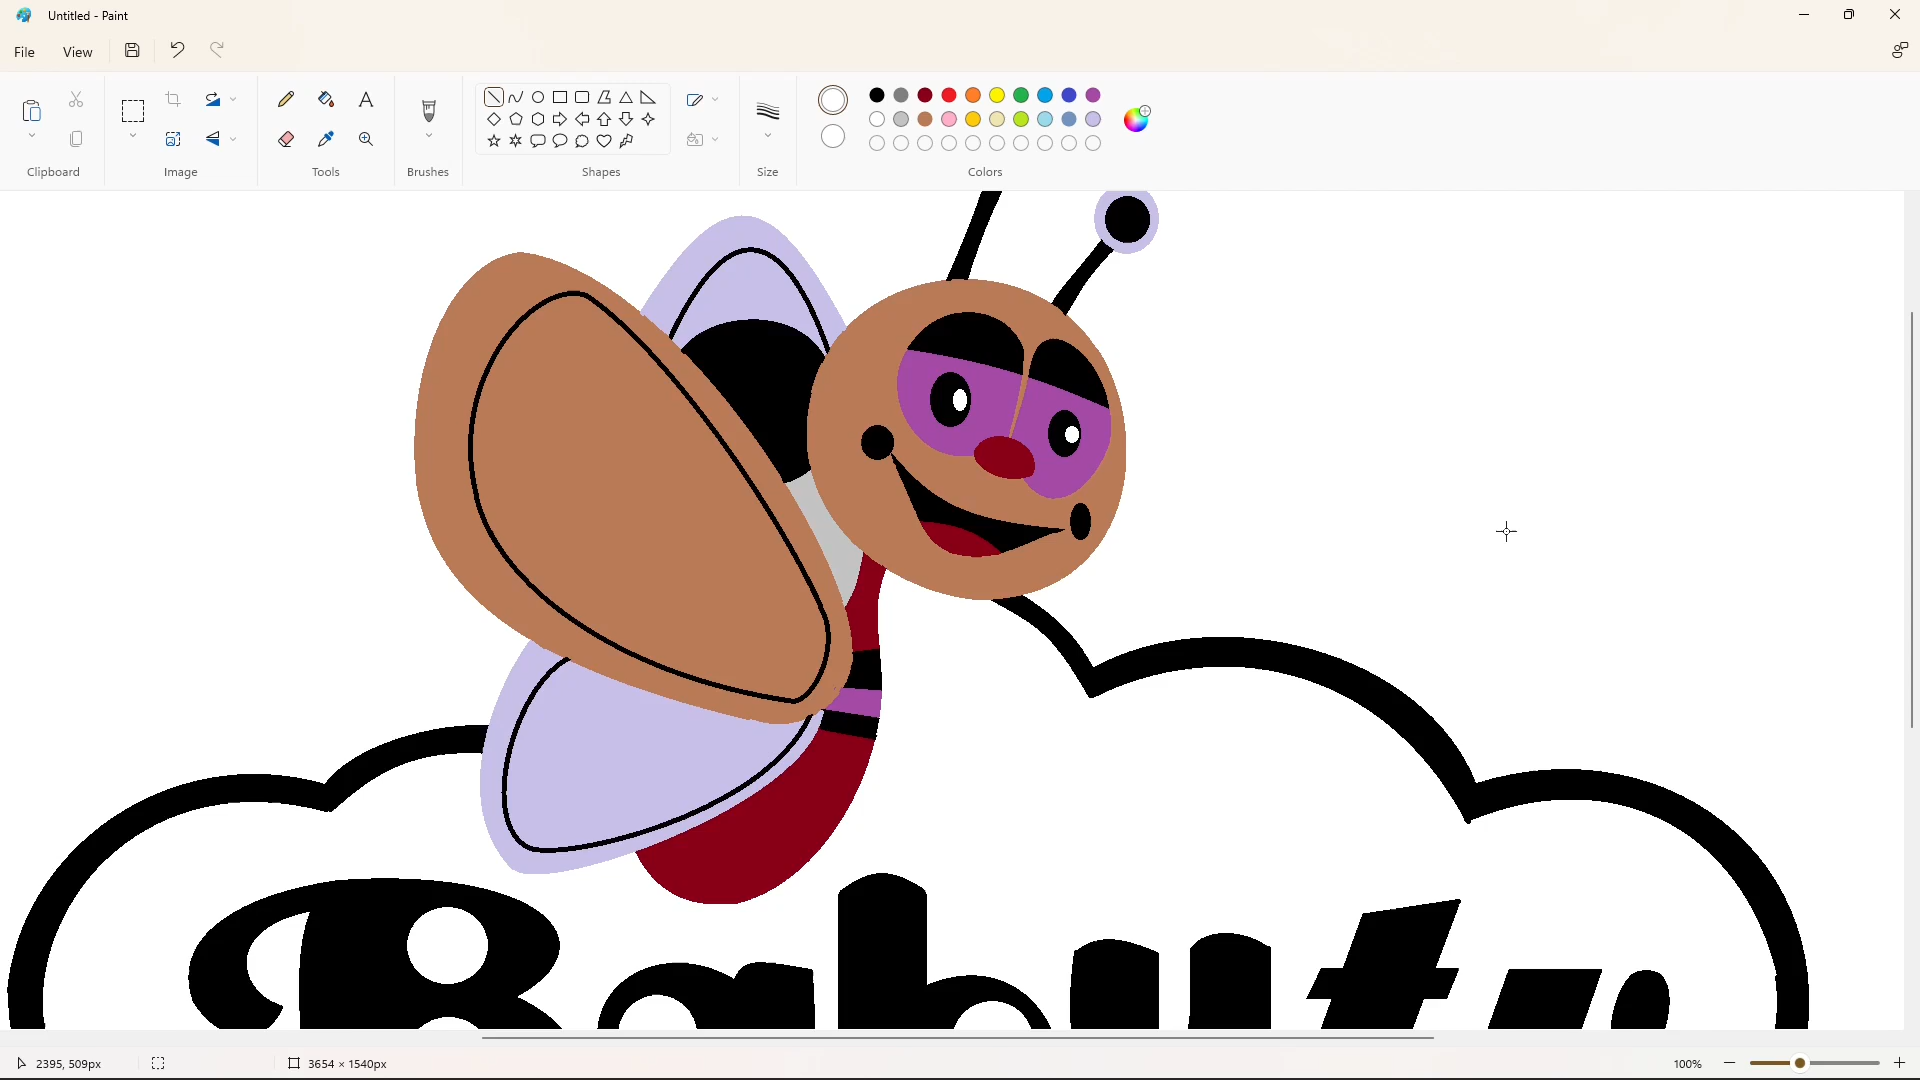 Untitled - Paint
File View
Clipboard Image Tools Brushes Shapes Size Colors
2395, 509px 3654 × 1540px 100%